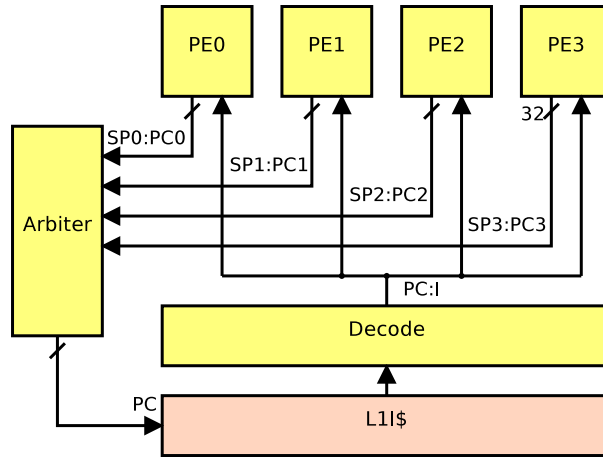 PE0
PE1
PE2
PE3
32
SP0:PC0
SP1:PC1
SP2:PC2
SP3:PC3
Arbiter
PC:I
Decode
PC
L1I$